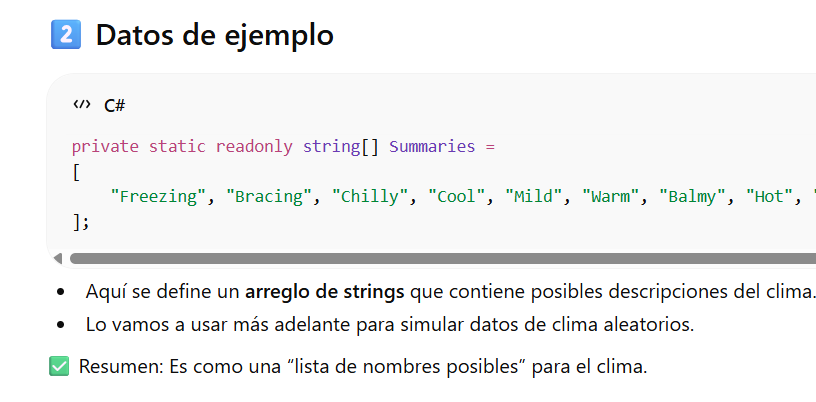 2 Datos de ejemplo
</> C#
private static readonly string[] Summaries =
[
"Freezing", "Bracing", "Chilly", "Cool", "Mild", "Warm", "Balmy", "Hot", "
];
• Aquí se define un arreglo de strings que contiene posibles descripciones del clima.
• Lo vamos a usar más adelante para simular datos de clima aleatorios.
✅ Resumen: Es como una “lista de nombres posibles” para el clima.